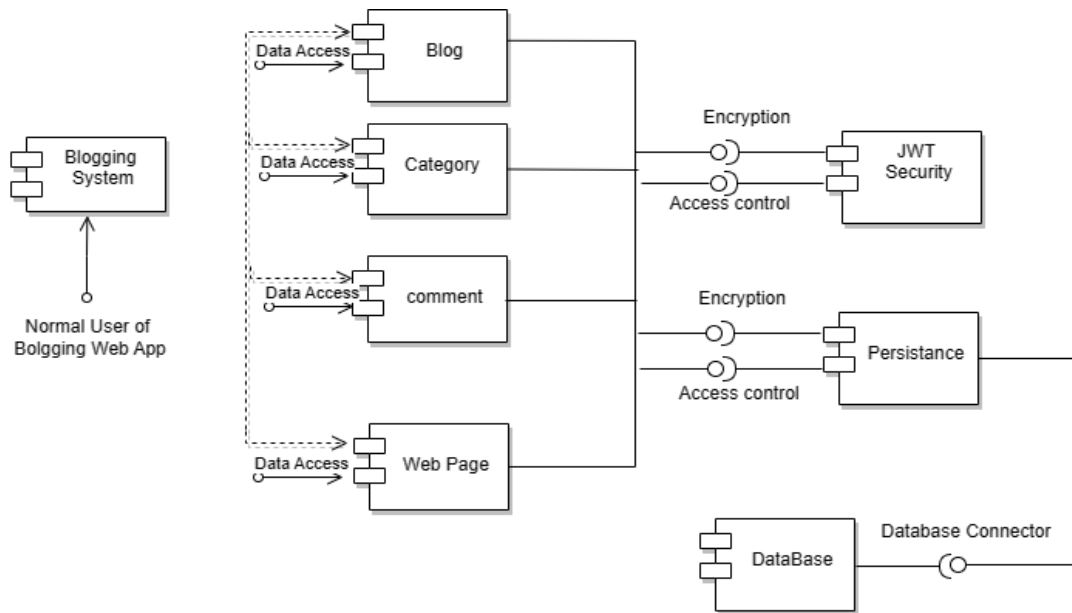 Data Access
Blog
Blogging
System
Data Access
Category
Encryption
JWT
Security
Access control
Normal User of
Bolgging Web App
Data Access
comment
Encryption
Persistance
Access control
Data Access
Web Page
DataBase
Database Connector